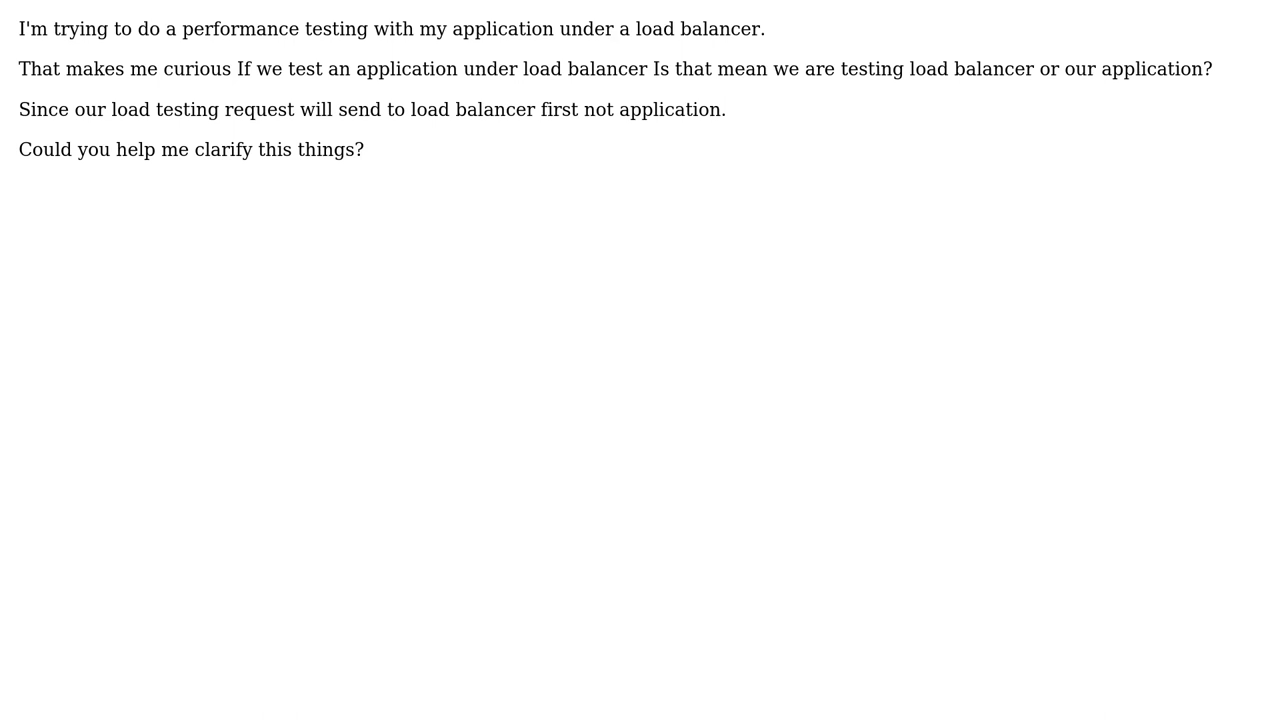 I'm trying to do a performance testing with my application under a load balancer.
That makes me curious If we test an application under load balancer Is that mean we are testing load balancer or our application?
Since our load testing request will send to load balancer first not application.
Could you help me clarify this things?